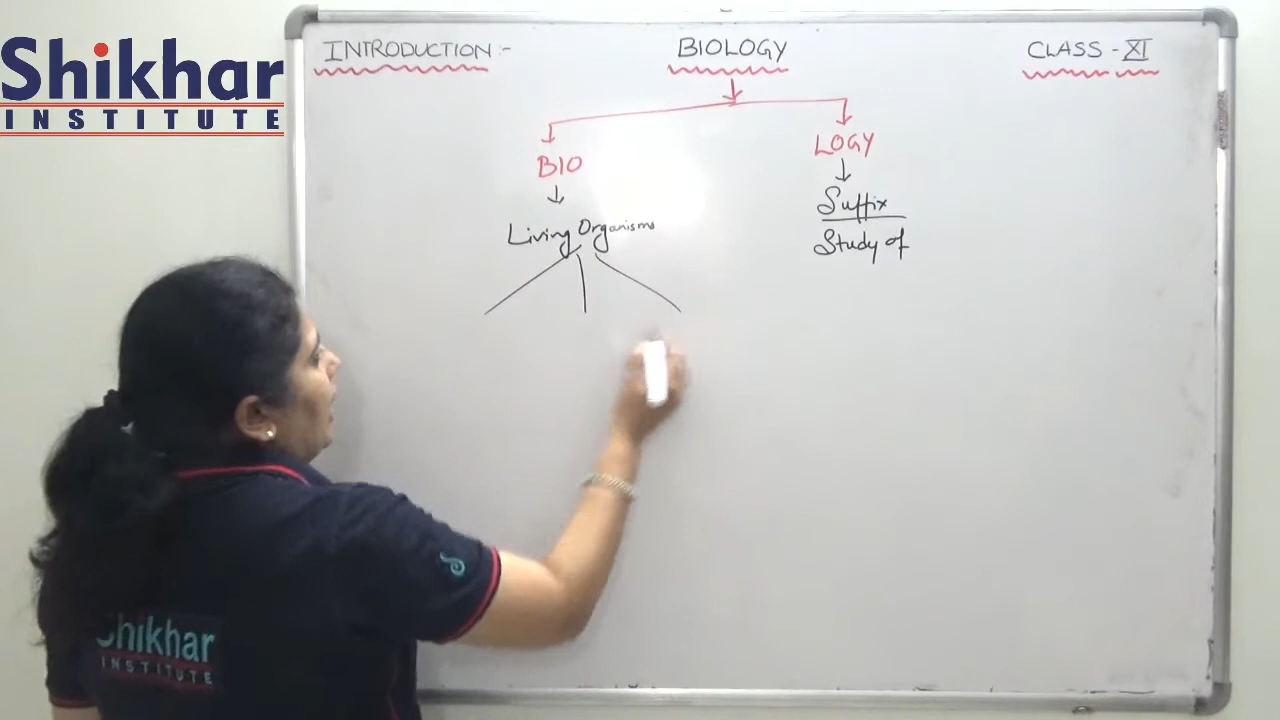 Shikhar
INSTITUTE
INTRODUCTION :-
BIOLOGY
CLASS - XI
BIO
LOGY
Living Organisms
Suffix
Study of
Shikhar
INSTITUTE